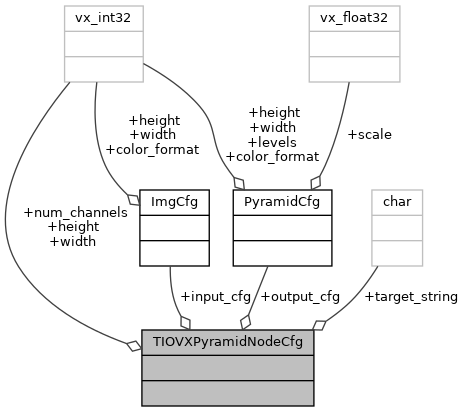 vx_int32
vx_float32
+height
+width
+color_format
+height
+width
+levels
+color_format
+scale
+num_channels
+height
+width
ImgCfg
PyramidCfg
char
+input_cfg
+output_cfg
+target_string
TIOVXPyramidNodeCfg